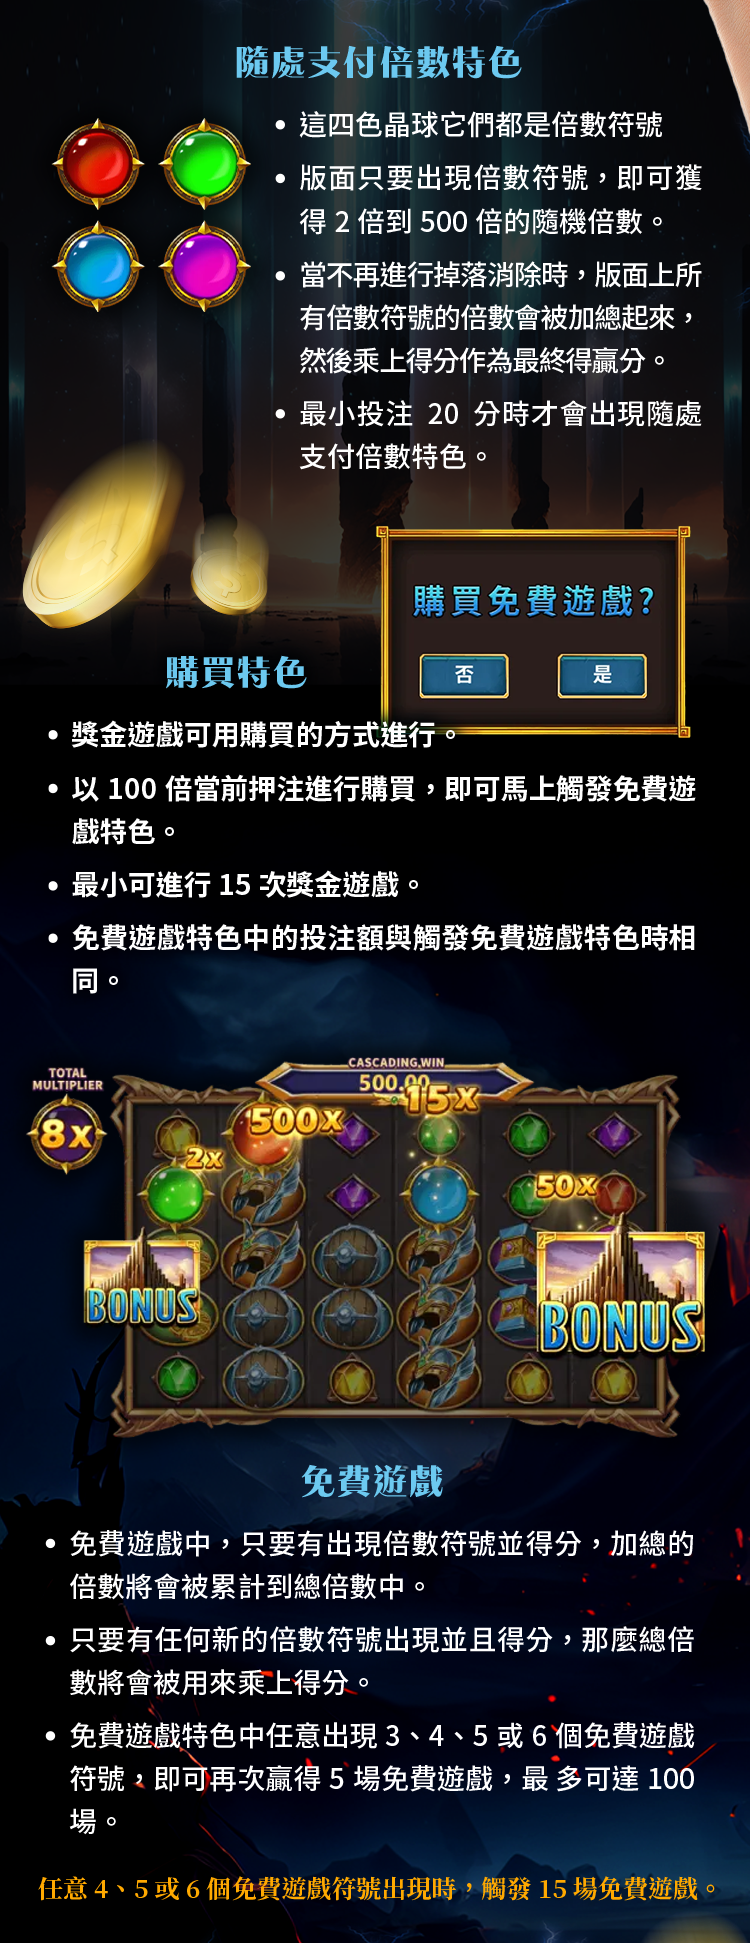 隨處支付倍數特色
• 這四色晶球它們都是倍數符號
• 版面只要出現倍數符號，即可獲
得 2 倍到 500 倍的隨機倍數。
• 當不再進行掉落消除時，版面上所
有倍數符號的倍數會被加總起來，
然後乘上得分作為最終得贏分。
• 最小投注 20 分時才會出現隨處
支付倍數特色。
購買免費遊戲?
否
是
購買特色
• 獎金遊戲可用購買的方式進行。
• 以 100 倍當前押注進行購買，即可馬上觸發免費遊
戲特色。
• 最小可進行 15 次獎金遊戲。
• 免費遊戲特色中的投注額與觸發免費遊戲特色時相
同。
TOTAL
MULTIPLIER
8x
CASCADING WIN
500.00
15x
500x
2x
50x
BONUS
BONUS
免費遊戲
• 免費遊戲中，只要有出現倍數符號並得分，加總的
倍數將會被累計到總倍數中。
• 只要有任何新的倍數符號出現並且得分，那麼總倍
數將會被用來乘上得分。
• 免費遊戲特色中任意出現 3、4、5 或 6 個免費遊戲
符號，即可再次贏得 5 場免費遊戲，最 多可達 100
場。
任意 4、5 或 6 個免費遊戲符號出現時，觸發 15 場免費遊戲。